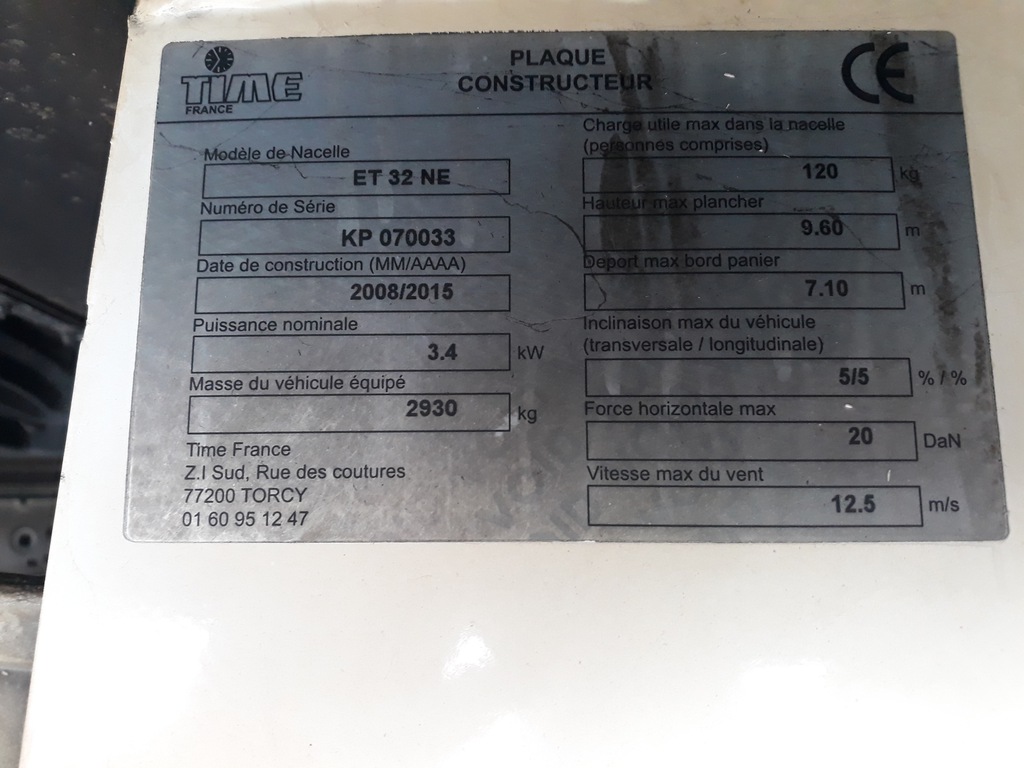 TIME
FRANCE
PLAQUE
CONSTRUCTEUR
CE
Modèle de Nacelle
ET 32 NE
Numéro de Série
KP 070033
Date de construction (MM/AAAA)
2008/2015
Puissance nominale
3.4 kW
Masse du véhicule équipé
2930 kg
Time France
Z.I Sud, Rue des coutures
77200 TORCY
01 60 95 12 47
Charge utile max dans la nacelle
(personnes comprises)
120 kg
Hauteur max plancher
9.60 m
Deport max bord panier
7.10 m
Inclinaison max du véhicule
(transversale / longitudinale)
5/5 % / %
Force horizontale max
20 DaN
Vitesse max du vent
12.5 m/s